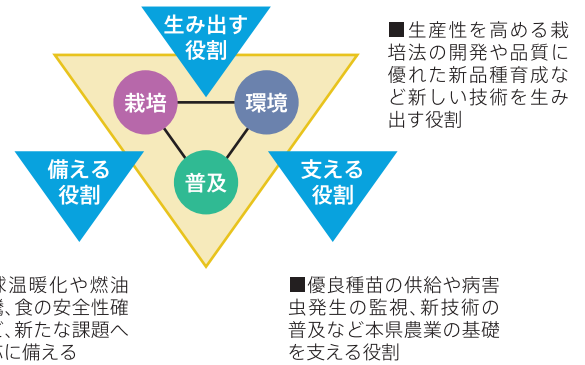 生み出す
役割
■生産性を高める栽
培法の開発や品質に
優れた新品種育成な
ど新しい技術を生み
出す役割
栽培
環境
備える
役割
普及
支える
役割
球温暖化や燃油
、食の安全性確
、新たな課題へ
に備える
■優良種苗の供給や病害
虫発生の監視、新技術の
普及など本県農業の基礎
を支える役割